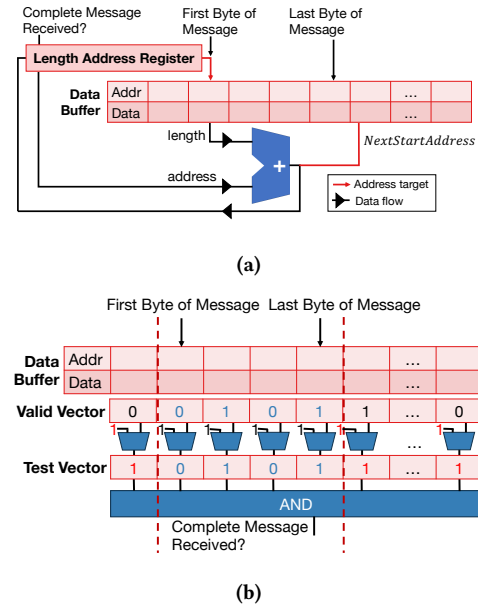 Complete Message
Received?
First Byte of
Message
Last Byte of
Message
Length Address Register
Data
Buffer
Addr
...
Data
...
length
NextStartAddress
+
address
Address target
Data flow
(a)
First Byte of Message
Last Byte of Message
Data
Buffer
Addr
...
Data
...
Valid Vector
0 0 1 0 1 1 ... 0
1 1 1 1 1 1 ... 1
Test Vector
1 0 1 0 1 1 ... 1
AND
Complete Message
Received?
(b)